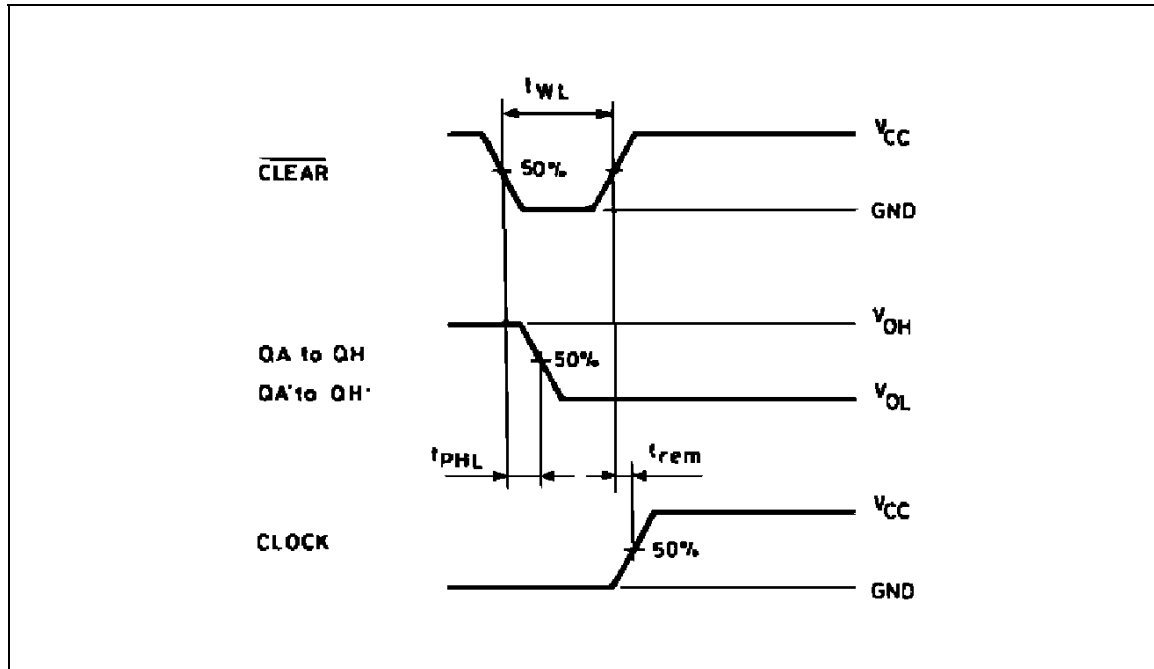 tWL
VCC
CLEAR
50%
GND
VOH
QA to QH
50%
QA'to QH'
VOL
tPHL
trem
VCC
CLOCK
50%
GND